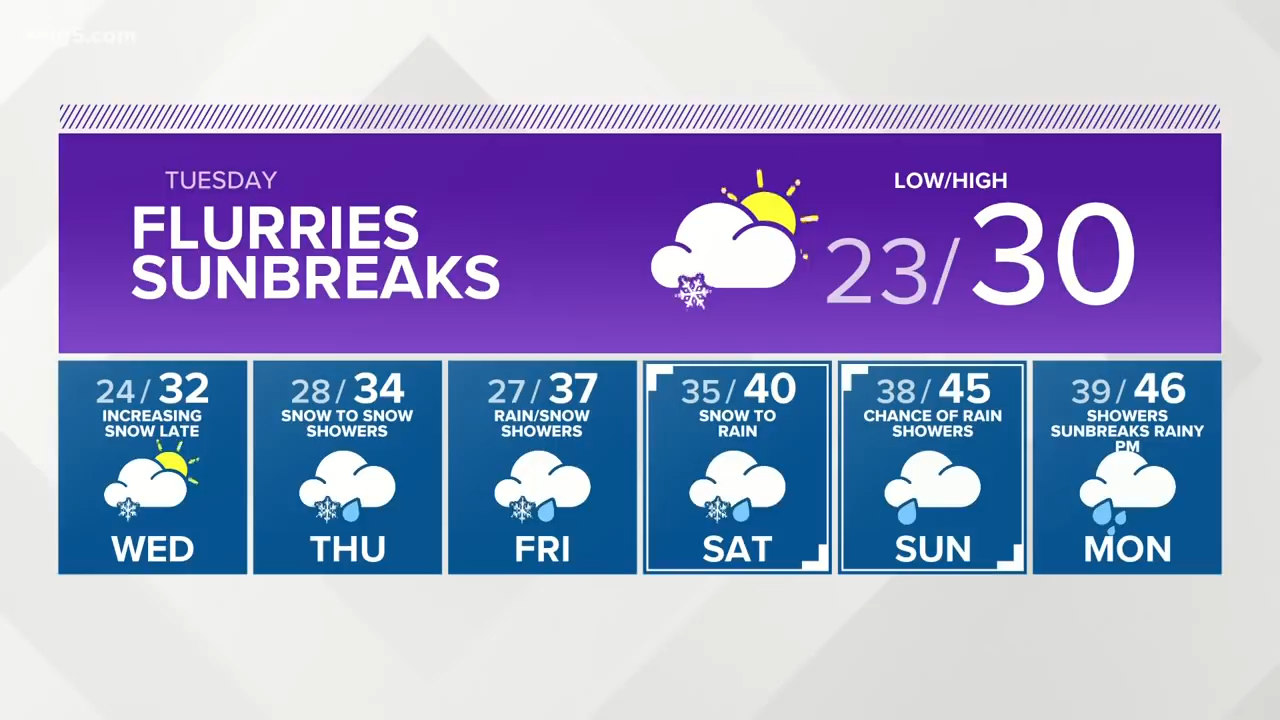 TUESDAY
FLURRIES
SUNBREAKS
LOW/HIGH
23/30
24/32
INCREASING
SNOW LATE
WED
28/34
SNOW TO SNOW
SHOWERS
THU
27/37
RAIN/SNOW
SHOWERS
FRI
35/40
SNOW TO
RAIN
SAT
38/45
CHANCE OF RAIN
SHOWERS
SUN
39/46
SHOWERS
SUNBREAKS RAINY
PM
MON